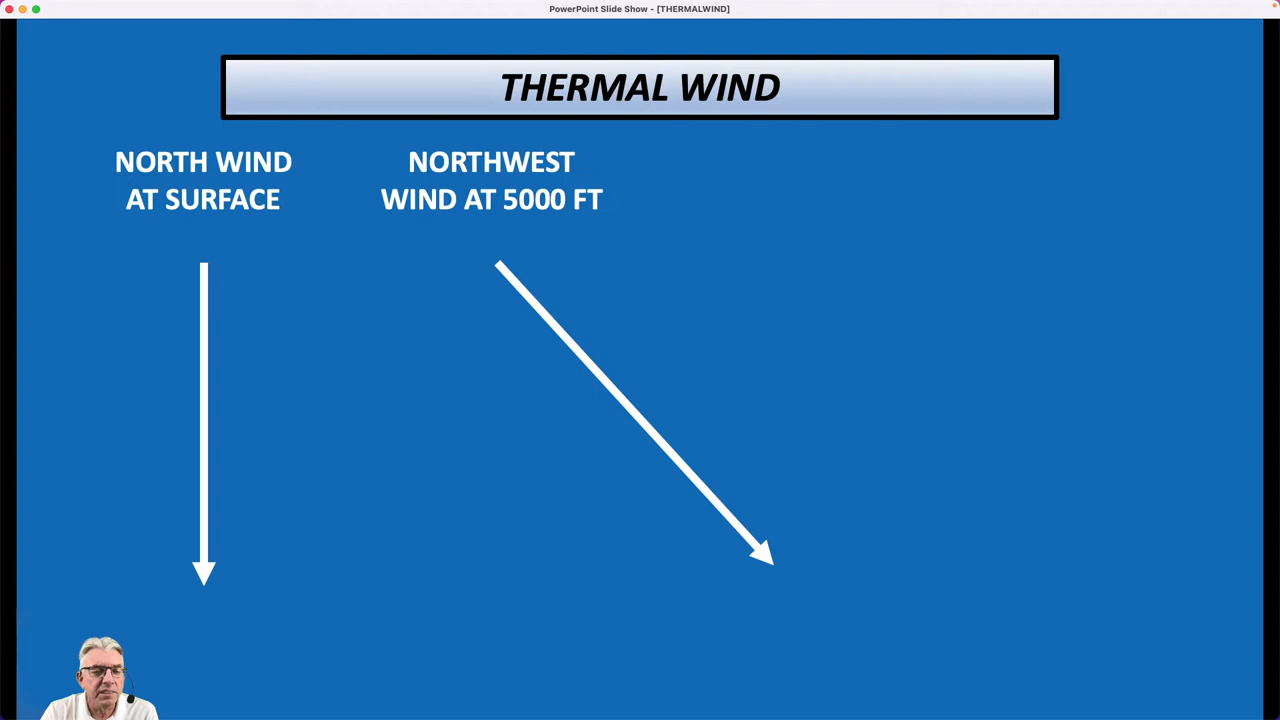 PowerPoint Slide Show - [THERMALWIND]
THERMAL WIND
NORTH WIND
AT SURFACE
NORTHWEST
WIND AT 5000 FT